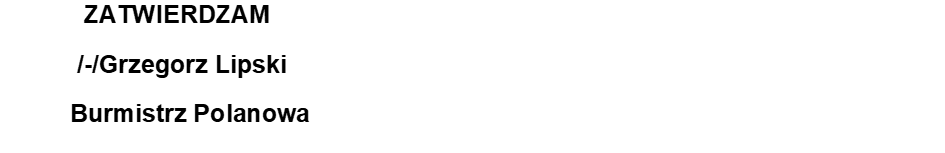 ZATWIERDZAM
/-/Grzegorz Lipski
Burmistrz Polanowa